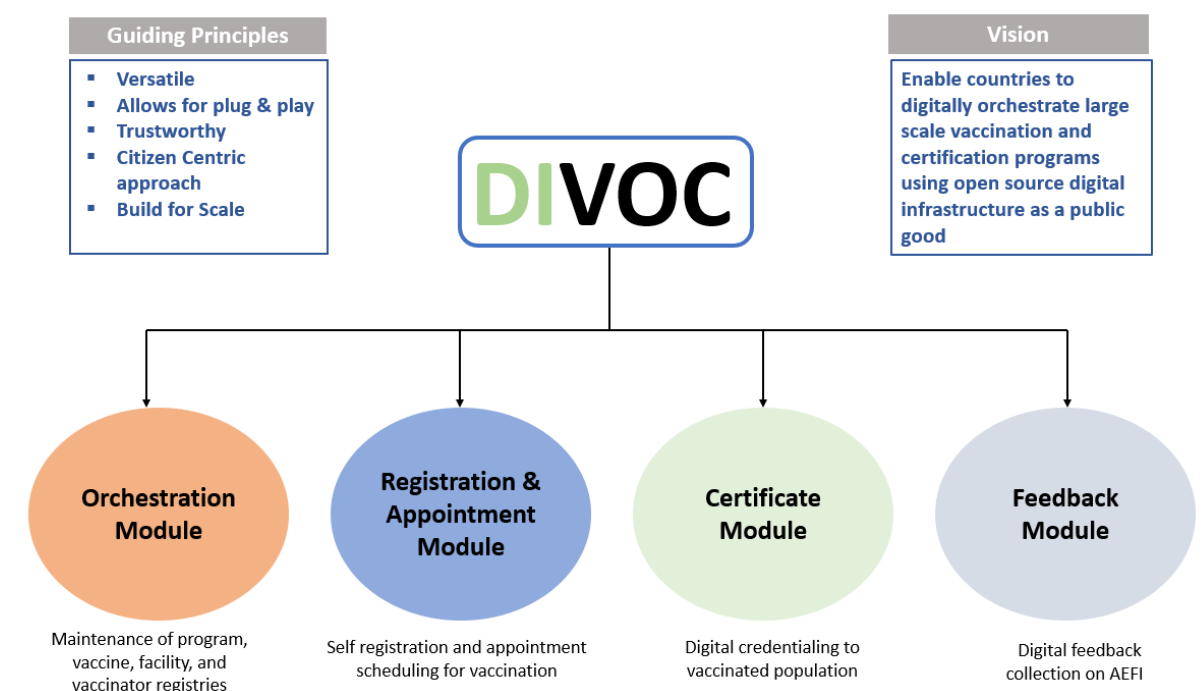 Guiding Principles
▪ Versatile
▪ Allows for plug & play
▪ Trustworthy
▪ Citizen Centric
approach
▪ Build for Scale
Vision
Enable countries to
digitally orchestrate large
scale vaccination and
certification programs
using open source digital
infrastructure as a public
good
DIVOC
Orchestration
Module
Maintenance of program,
vaccine, facility, and
vaccinator registries
Registration &
Appointment
Module
Self registration and appointment
scheduling for vaccination
Certificate
Module
Digital credentialing to
vaccinated population
Feedback
Module
Digital feedback
collection on AEFI